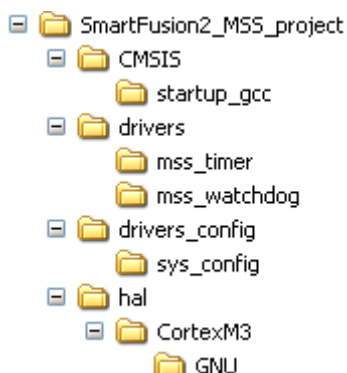 SmartFusion2_MSS_project
CMSIS
startup_gcc
drivers
mss_timer
mss_watchdog
drivers_config
sys_config
hal
CortexM3
GNU